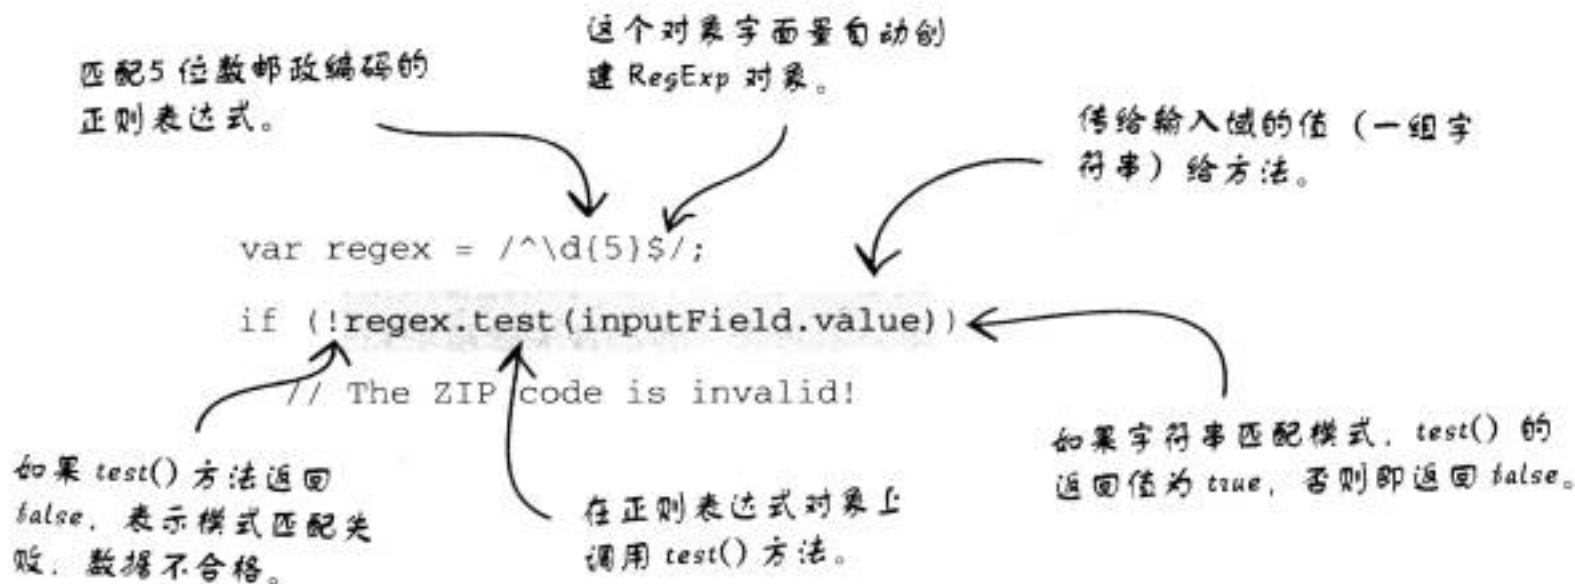 这个对象字面量自动创
建 RegExp 对象。
匹配5位数邮政编码的
正则表达式。
传给输入域的值（一组字
符串）给方法。
var regex = /^\d{5}$/;
if (!regex.test(inputField.value))
// The ZIP code is invalid!
如果 test() 方法返回
false，表示模式匹配失
败，数据不合格。
在正则表达式对象上
调用 test() 方法。
如果字符串匹配模式，test() 的
返回值为 true，否则即返回 false。